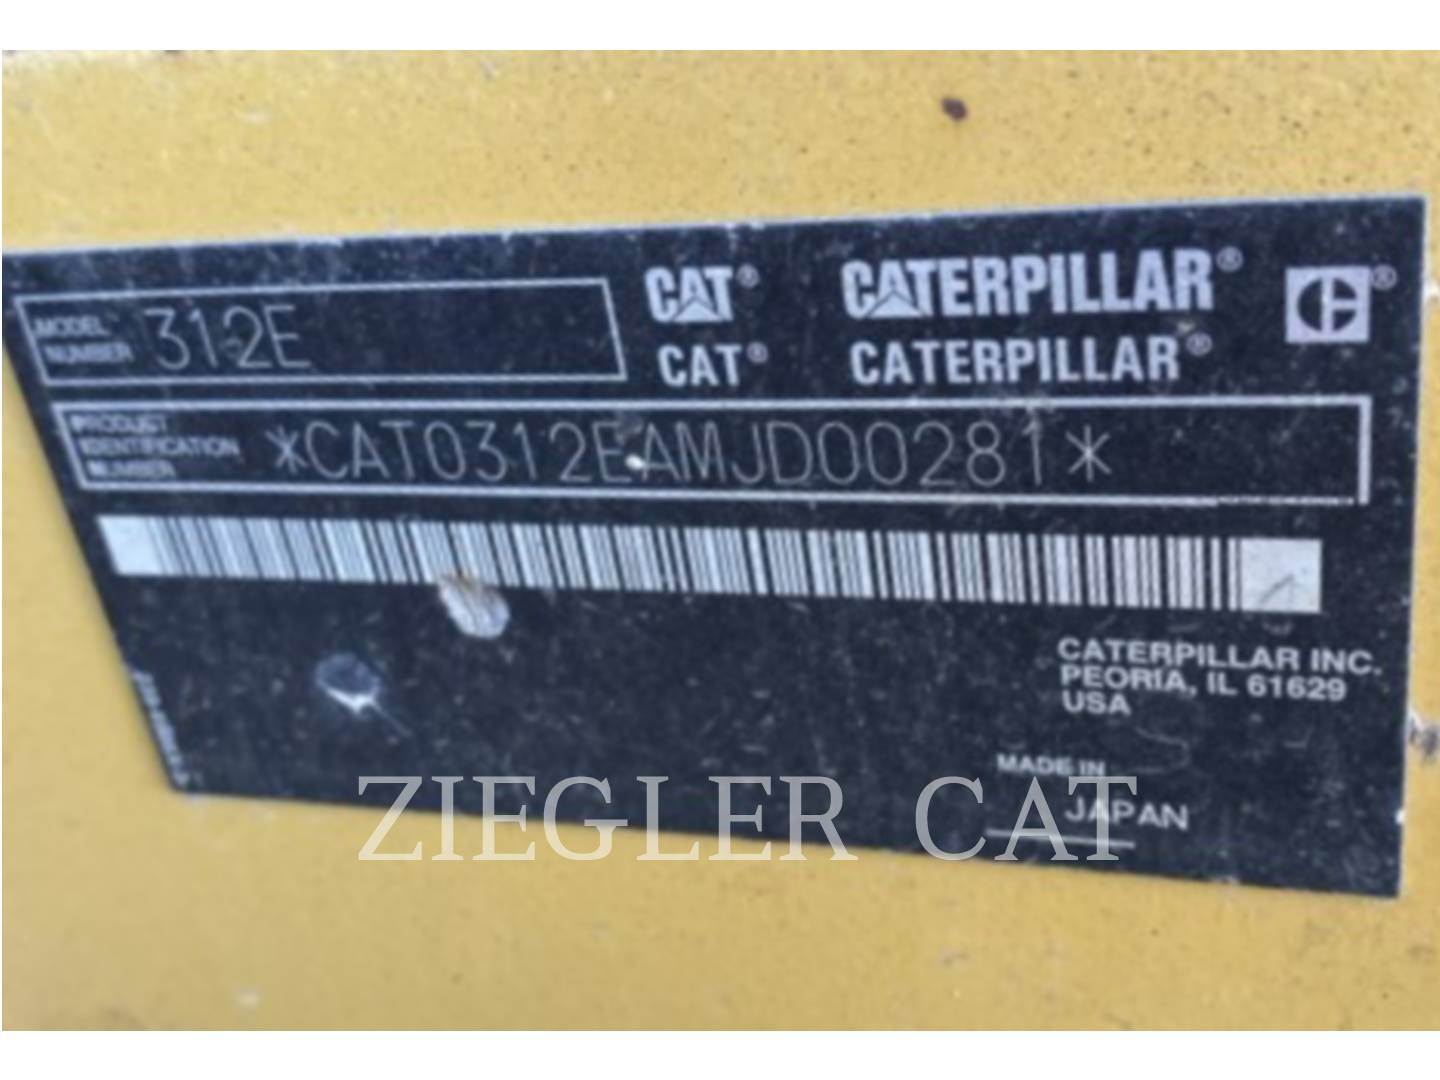 MODEL NUMBER 312E
CAT® CATERPILLAR®
CAT® CATERPILLAR®
PRODUCT IDENTIFICATION NUMBER *CAT0312EAMJD00281*
CATERPILLAR INC.
PEORIA, IL 61629
USA
MADE IN
JAPAN
ZIEGLER CAT